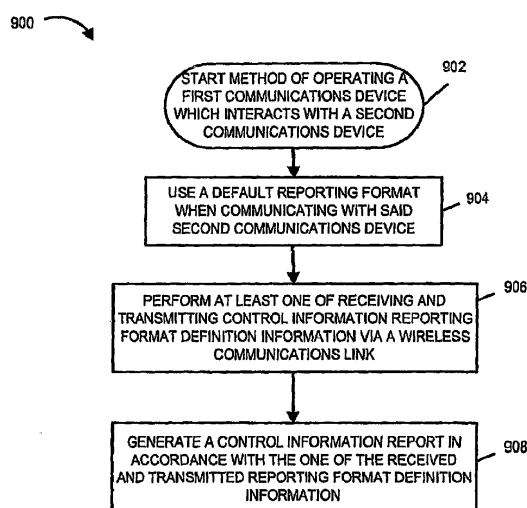 900
START METHOD OF OPERATING A
FIRST COMMUNICATIONS DEVICE
WHICH INTERACTS WITH A SECOND
COMMUNICATIONS DEVICE
902
USE A DEFAULT REPORTING FORMAT
WHEN COMMUNICATING WITH SAID
SECOND COMMUNICATIONS DEVICE
904
PERFORM AT LEAST ONE OF RECEIVING AND
TRANSMITTING CONTROL INFORMATION REPORTING
FORMAT DEFINITION INFORMATION VIA A WIRELESS
COMMUNICATIONS LINK
906
GENERATE A CONTROL INFORMATION REPORT IN
ACCORDANCE WITH THE ONE OF THE RECEIVED
AND TRANSMITTED REPORTING FORMAT DEFINITION
INFORMATION
908